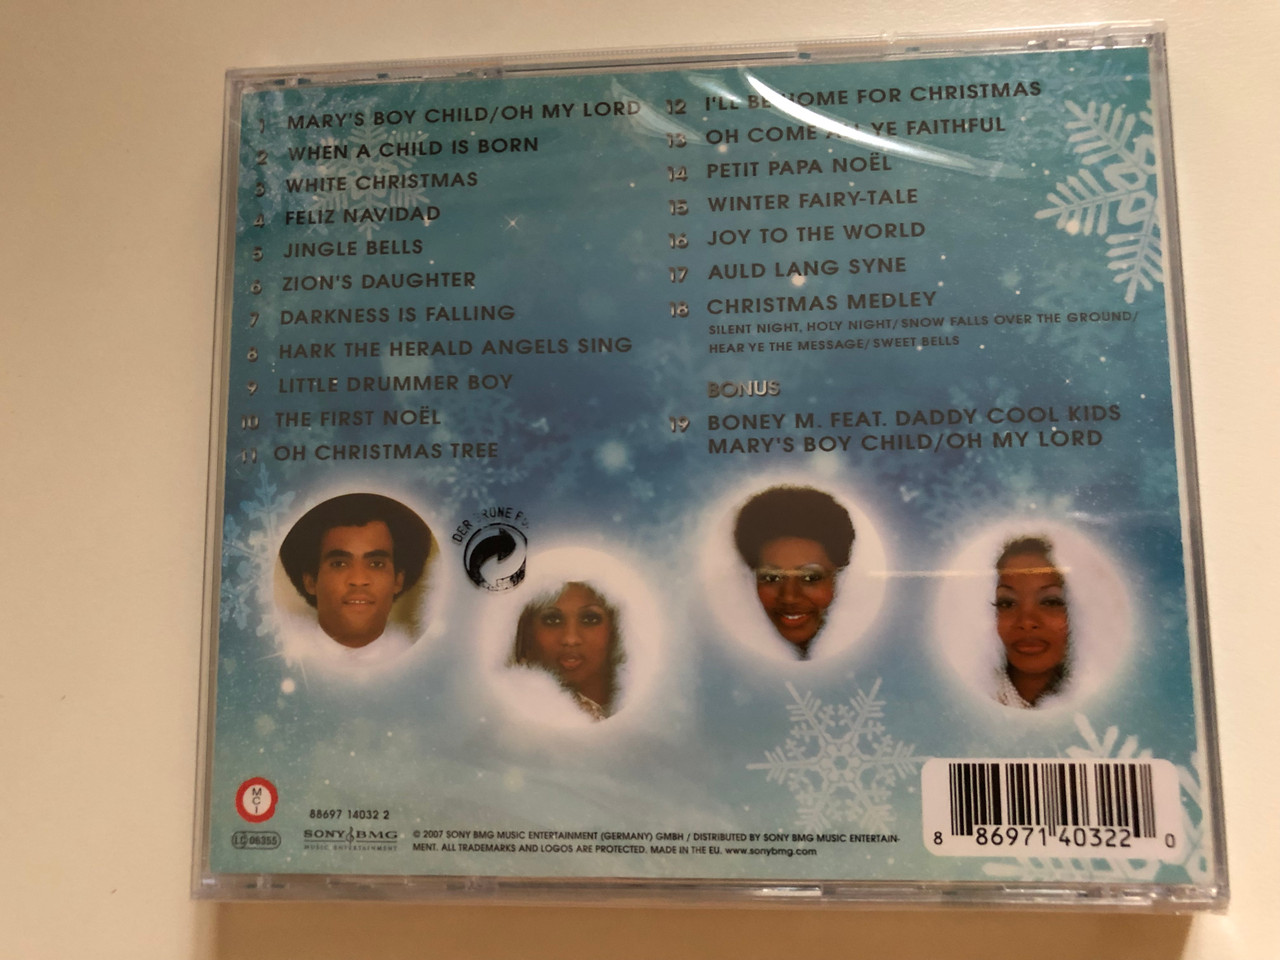 1 MARY'S BOY CHILD/OH MY LORD
2 WHEN A CHILD IS BORN
3 WHITE CHRISTMAS
4 FELIZ NAVIDAD
5 JINGLE BELLS
6 ZION'S DAUGHTER
7 DARKNESS IS FALLING
8 HARK THE HERALD ANGELS SING
9 LITTLE DRUMMER BOY
10 THE FIRST NOËL
11 OH CHRISTMAS TREE
12 I'LL BE HOME FOR CHRISTMAS
13 OH COME ALL YE FAITHFUL
14 PETIT PAPA NOËL
15 WINTER FAIRY-TALE
16 JOY TO THE WORLD
17 AULD LANG SYNE
18 CHRISTMAS MEDLEY
SILENT NIGHT, HOLY NIGHT/SNOW FALLS OVER THE GROUND/
HEAR YE THE MESSAGE/SWEET BELLS
BONUS
19 BONEY M. FEAT. DADDY COOL KIDS
MARY'S BOY CHILD/OH MY LORD
DER GRÜNE
MCI
88697 14032 2
LC 06355
SONY BMG
MUSIC ENTERTAINMENT
© 2007 SONY BMG MUSIC ENTERTAINMENT (GERMANY) GMBH / DISTRIBUTED BY SONY BMG MUSIC ENTERTAIN-
MENT. ALL TRADEMARKS AND LOGOS ARE PROTECTED. MADE IN THE EU. www.sonybmg.com
8 86971 40322 0